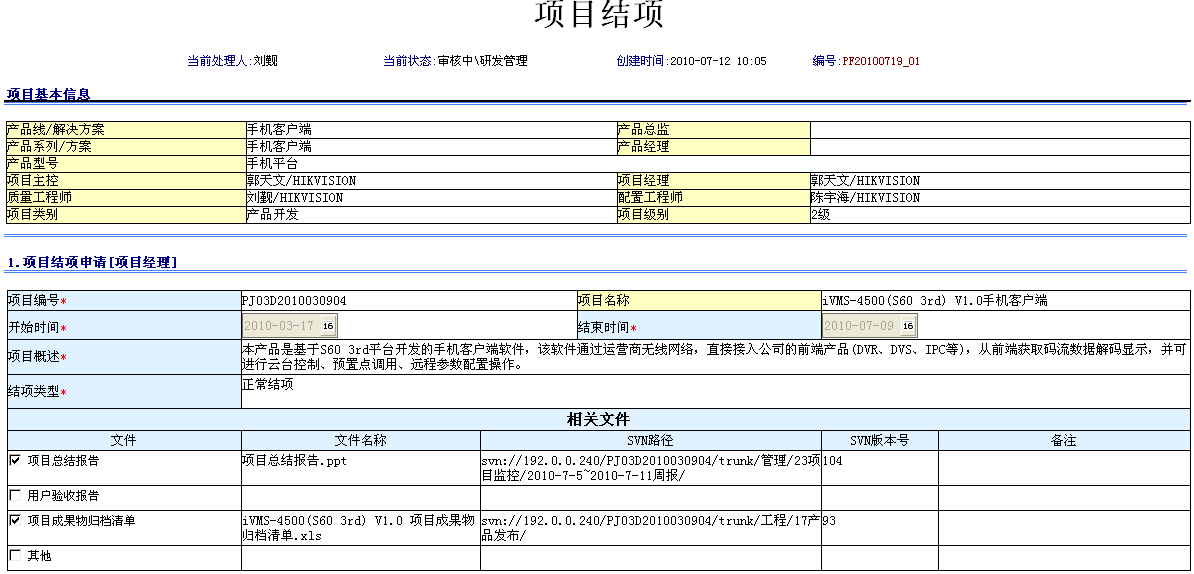 项目结项
当前处理人:刘觐 当前状态:审核中\研发管理 创建时间:2010-07-12 10:05 编号:PF20100719_01
项目基本信息
产品线/解决方案 手机客户端 产品总监
产品系列/方案 手机客户端 产品经理
产品型号 手机平台
项目主控 郭天文/HIKVISION 项目经理 郭天文/HIKVISION
质量工程师 刘觐/HIKVISION 配置工程师 陈宇海/HIKVISION
项目类别 产品开发 项目级别 2级
1.项目结项申请[项目经理]
项目编号* PJ03D2010030904 项目名称 iVMS-4500(S60 3rd) V1.0手机客户端
开始时间* 2010-03-17 16 结束时间* 2010-07-09 16
项目概述* 本产品是基于S60 3rd平台开发的手机客户端软件，该软件通过运营商无线网络，直接接入公司的前端产品(DVR、DVS、IPC等)，从前端获取码流数据解码显示，并可
进行云台控制、预置点调用、远程参数配置操作。
结项类型* 正常结项
相关文件
文件 文件名称 SVN路径 SVN版本号 备注
项目总结报告 项目总结报告.ppt svn://192.0.0.240/PJ03D2010030904/trunk/管理/23项 104
目监控/2010-7-5~2010-7-11周报/
用户验收报告
项目成果物归档清单 iVMS-4500(S60 3rd) V1.0 项目成果物 svn://192.0.0.240/PJ03D2010030904/trunk/工程/17产 93
归档清单.xls 品发布/
其他